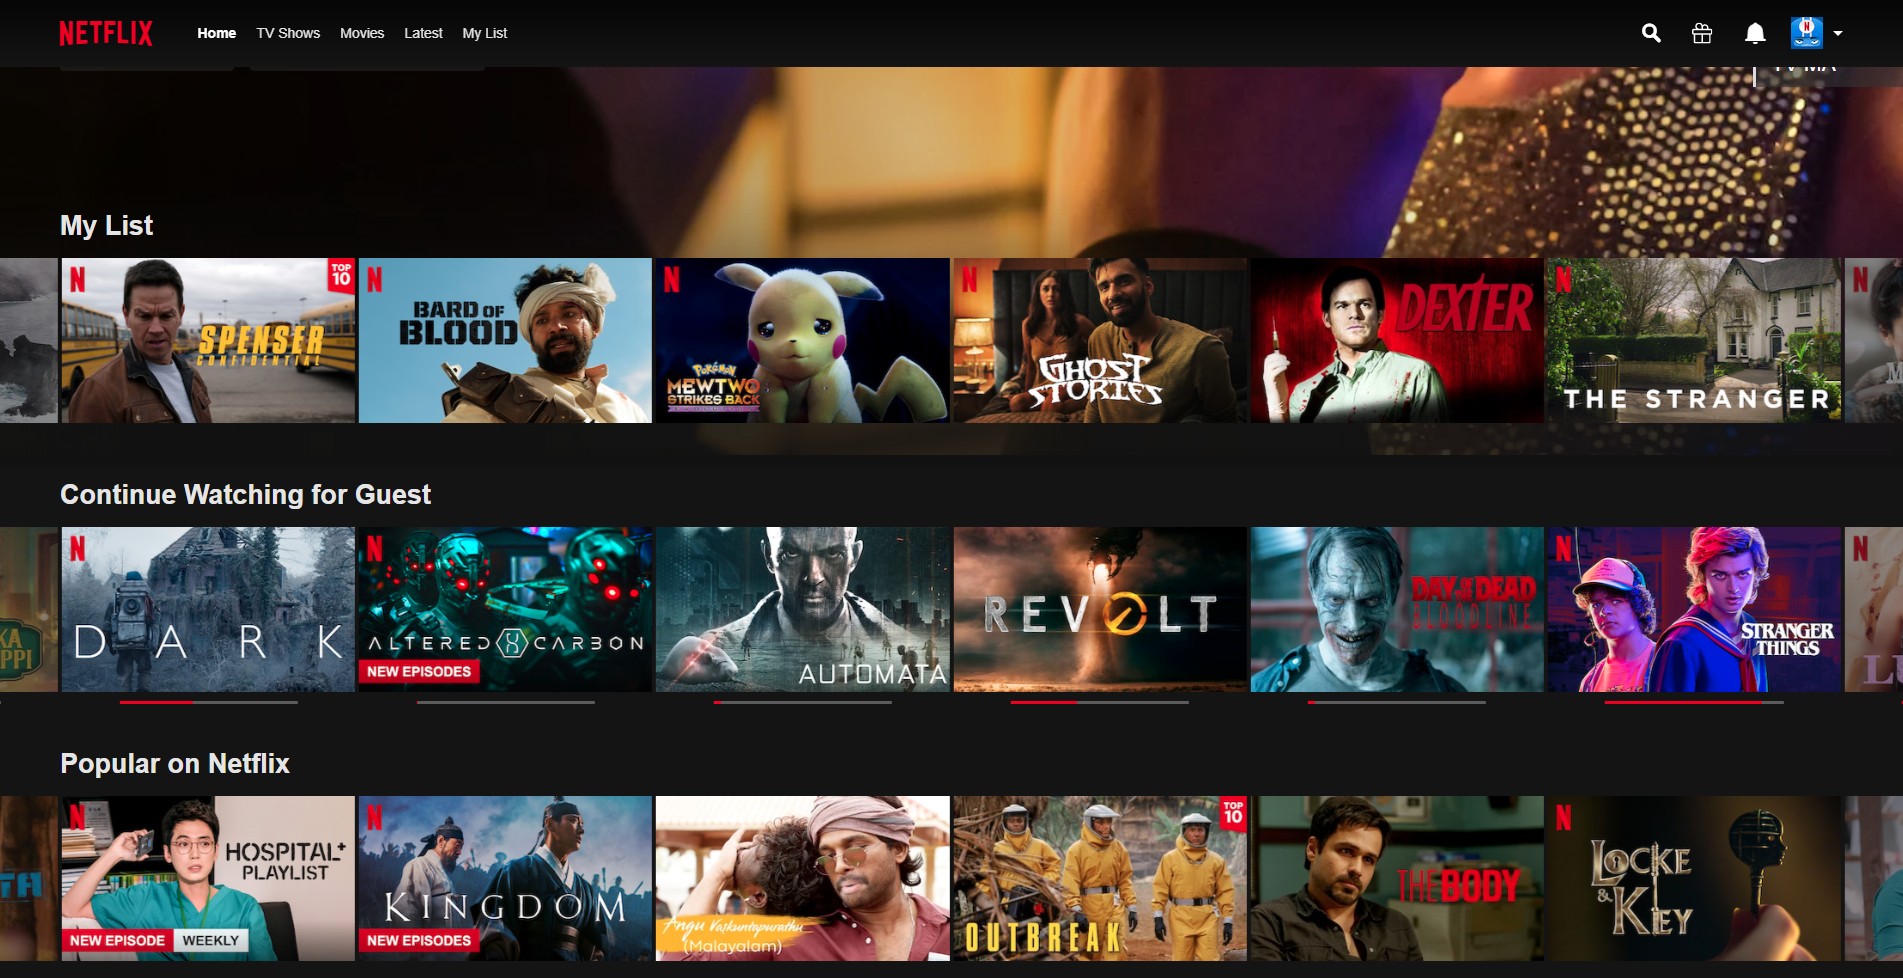 NETFLIX
Home
TV Shows
Movies
Latest
My List
My List
N
SPENSER
CONFIDENTIAL
TOP
10
N
BARD OF
BLOOD
N
POKÉMON
MEWTWO
STRIKES BACK
N
GHOST
STORIES
DEXTER
N
THE STRANGER
N
Continue Watching for Guest
N
DARK
N
ALTERED CARBON
NEW EPISODES
AUTOMATA
REVOLT
DAY OF THE DEAD
BLOODLINE
N
STRANGER
THINGS
N
Popular on Netflix
N
HOSPITAL+
PLAYLIST
NEW EPISODE
WEEKLY
N
KINGDOM
NEW EPISODES
Angu Vaikuntapurathu
(Malayalam)
OUTBREAK
TOP
10
THE BODY
N
LOCKE
& KEY